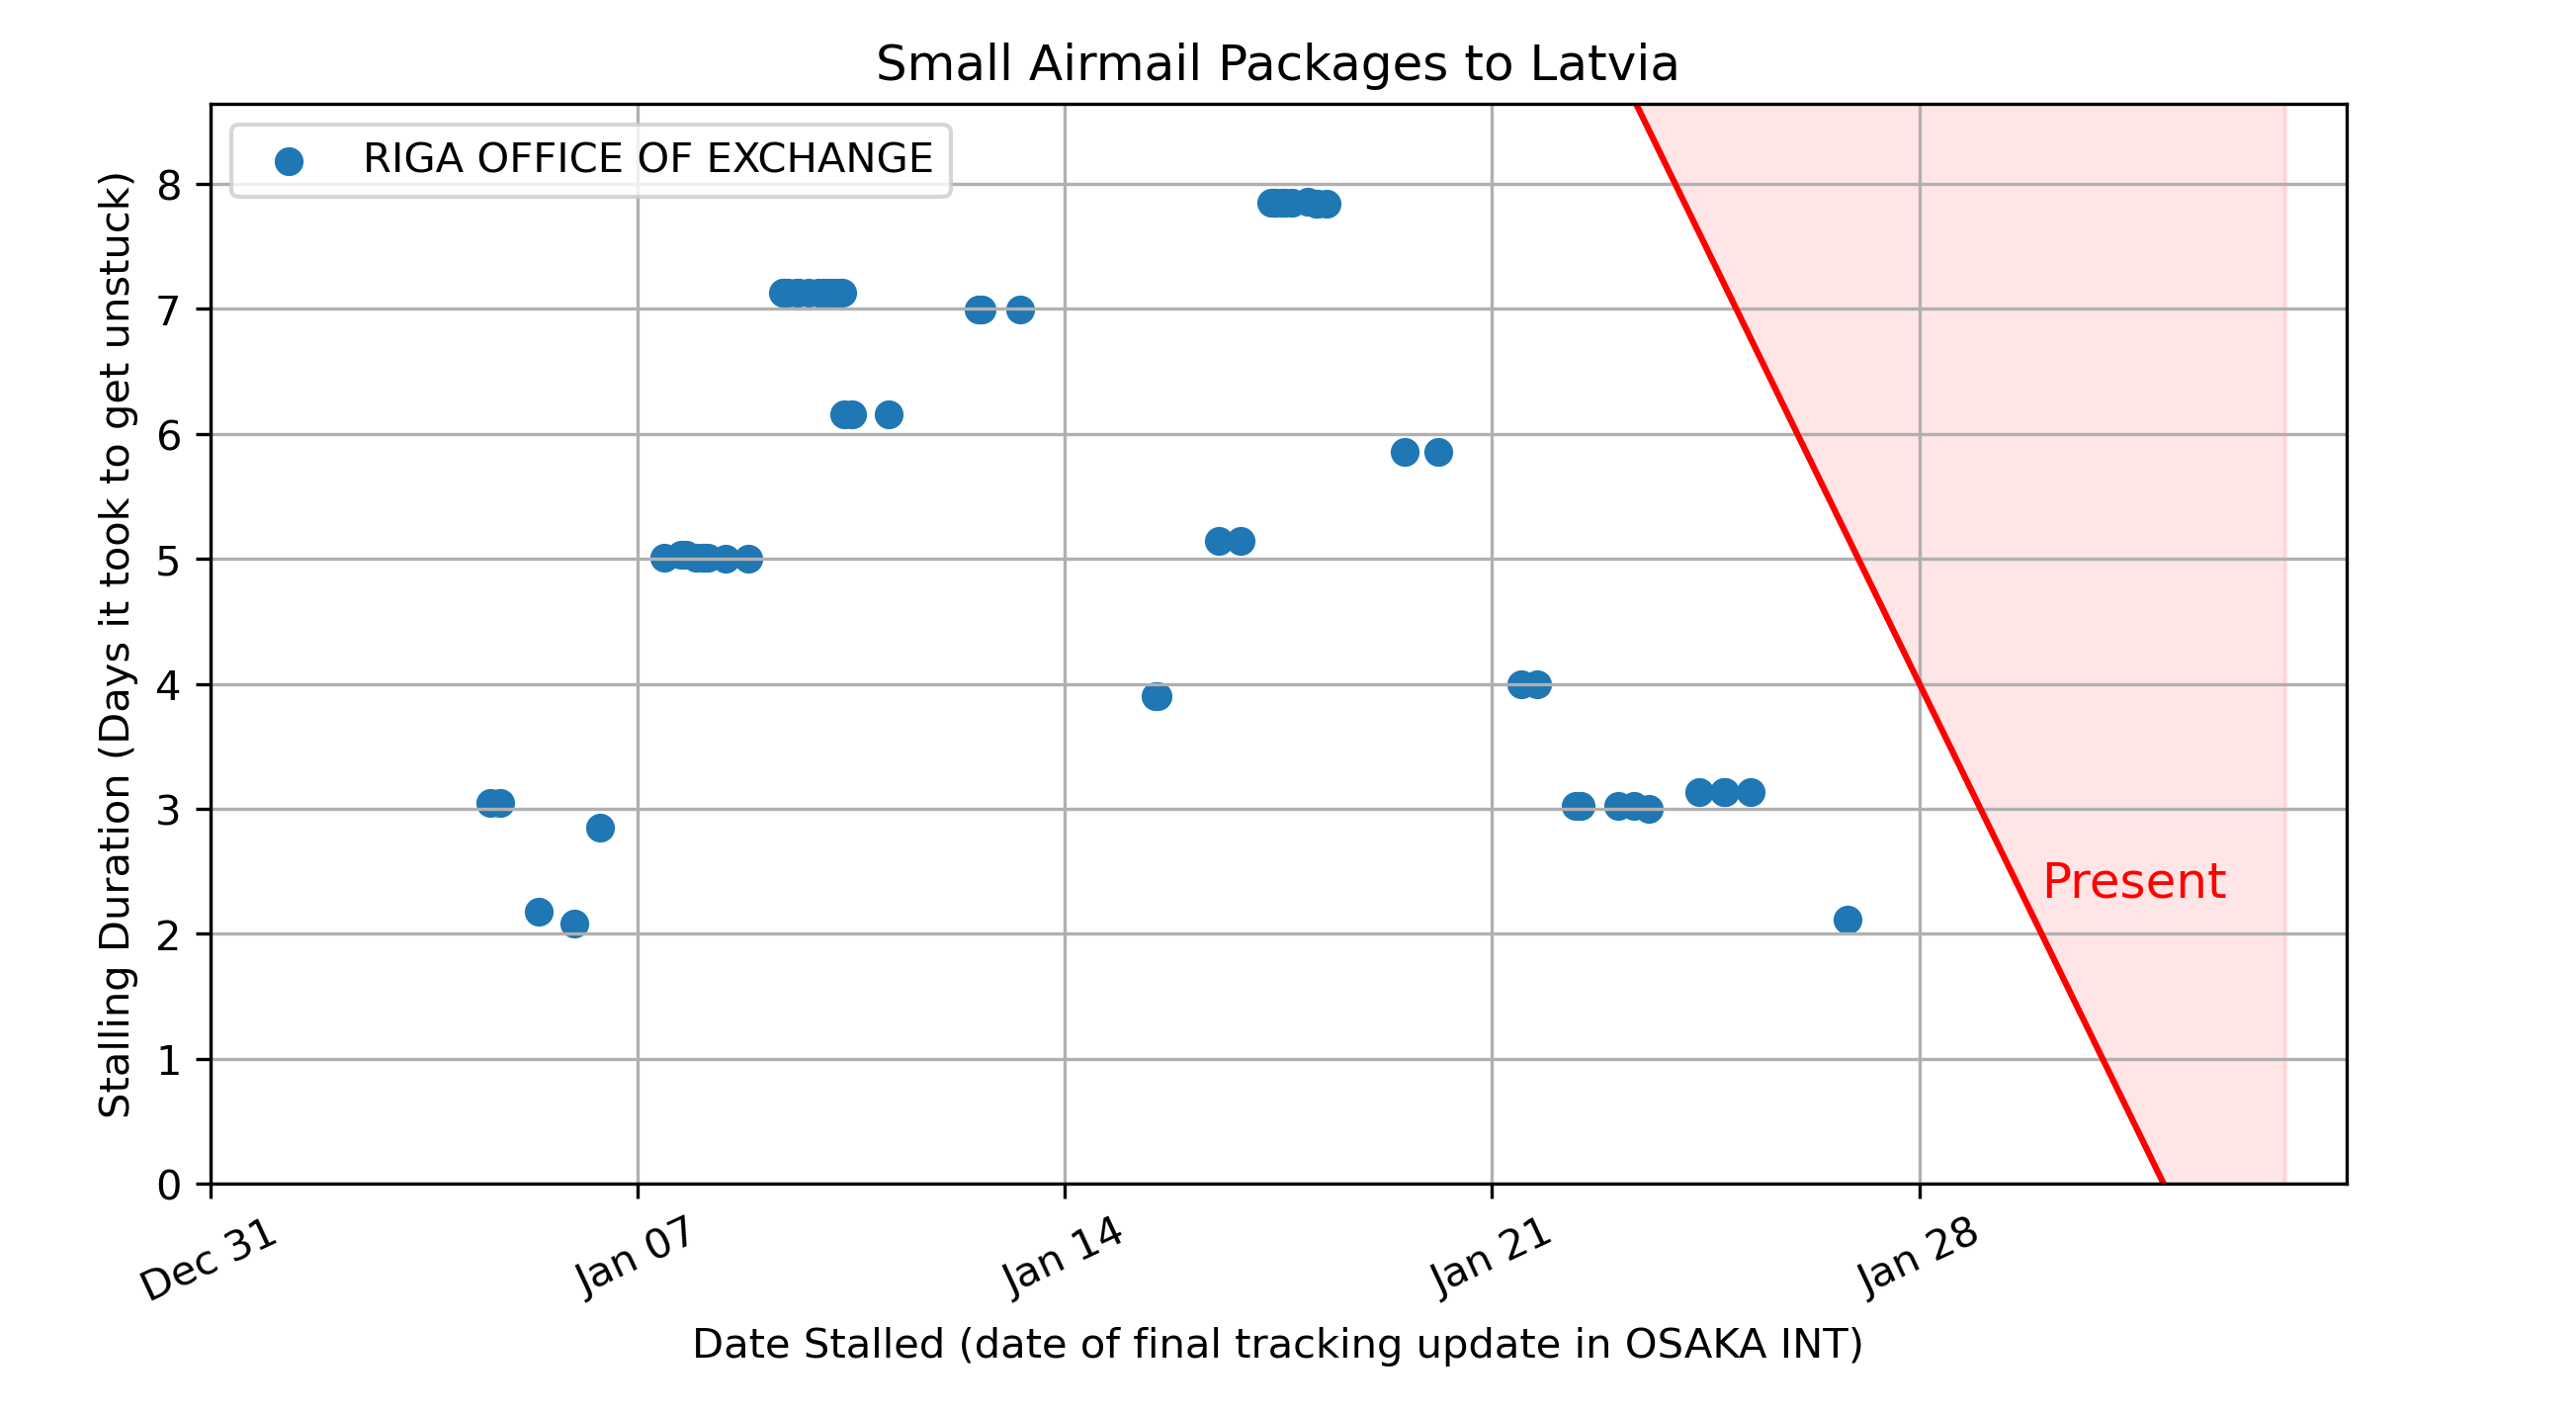 Small Airmail Packages to Latvia
RIGA OFFICE OF EXCHANGE
Stalling Duration (Days it took to get unstuck)
8
7
6
5
4
3
2
1
0
Present
Dec 31
Jan 07
Jan 14
Jan 21
Jan 28
Date Stalled (date of final tracking update in OSAKA INT)